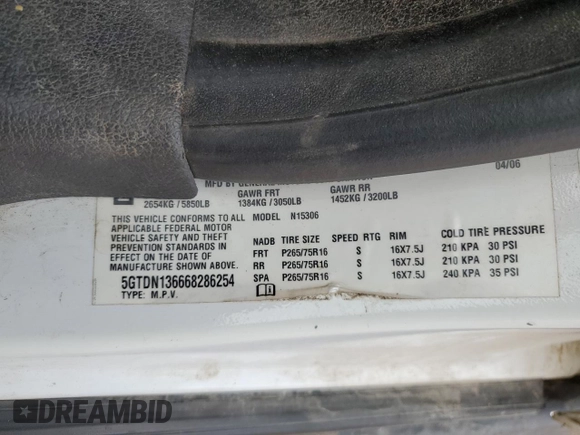 04/06
MFD BY GENERAL
GAWR FRT GAWR RR
2654KG / 5850LB 1384KG / 3050LB 1452KG / 3200LB
THIS VEHICLE CONFORMS TO ALL MODEL N15306
APPLICABLE FEDERAL MOTOR
VEHICLE SAFETY AND THEFT
PREVENTION STANDARDS IN
EFFECT ON THE DATE OF
MANUFACTURE SHOWN ABOVE.
5GTDN136668286254
TYPE: M.P.V.
NADB TIRE SIZE SPEED RTG RIM COLD TIRE PRESSURE
FRT P265/75R16 S 16X7.5J 210 KPA 30 PSI
RR P265/75R16 S 16X7.5J 210 KPA 30 PSI
SPA P265/75R16 S 16X7.5J 240 KPA 35 PSI
DREAMBID